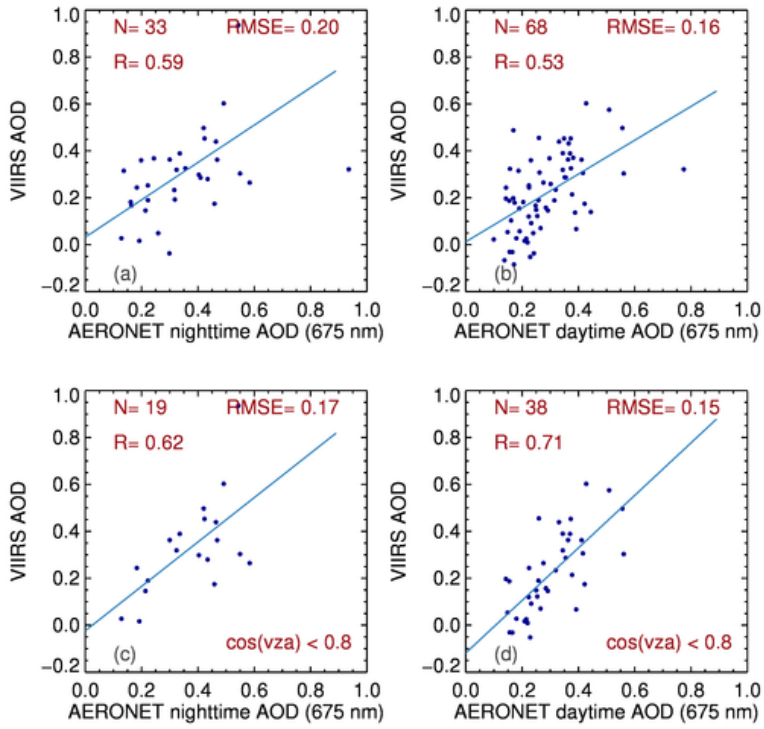 1.0
N= 33 RMSE= 0.20
0.8
R= 0.59
0.6
VIIRS AOD
0.4
0.2
0.0
−0.2
(a)
0.0 0.2 0.4 0.6 0.8 1.0
AERONET nighttime AOD (675 nm)
1.0
N= 68 RMSE= 0.16
0.8
R= 0.53
0.6
VIIRS AOD
0.4
0.2
0.0
−0.2
(b)
0.0 0.2 0.4 0.6 0.8 1.0
AERONET daytime AOD (675 nm)
1.0
N= 19 RMSE= 0.17
0.8
R= 0.62
0.6
VIIRS AOD
0.4
0.2
0.0
−0.2
(c) cos(vza) < 0.8
0.0 0.2 0.4 0.6 0.8 1.0
AERONET nighttime AOD (675 nm)
1.0
N= 38 RMSE= 0.15
0.8
R= 0.71
0.6
VIIRS AOD
0.4
0.2
0.0
−0.2
(d) cos(vza) < 0.8
0.0 0.2 0.4 0.6 0.8 1.0
AERONET daytime AOD (675 nm)